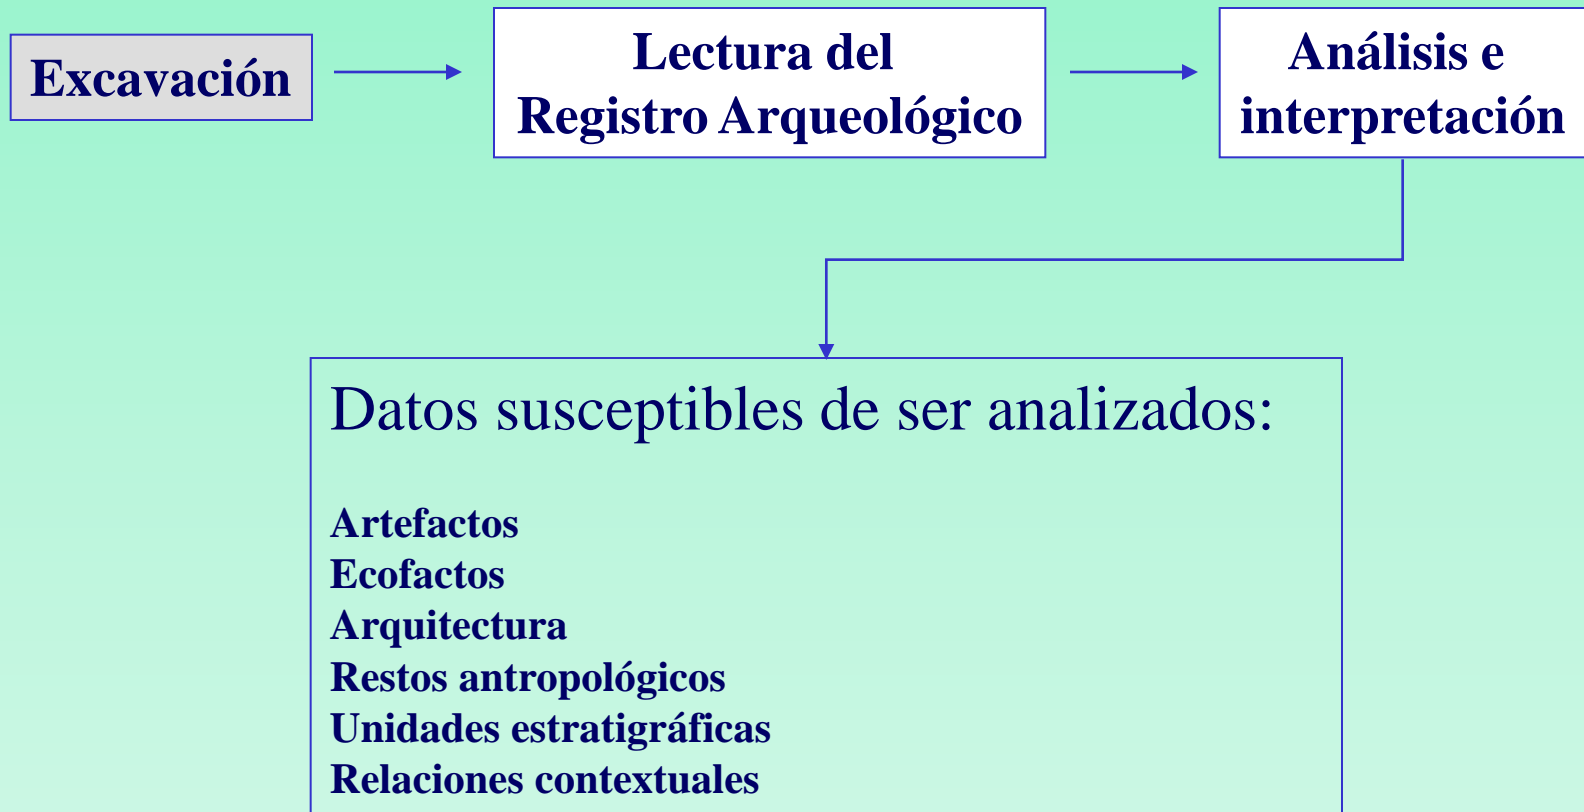 Excavación
Lectura del
Registro Arqueológico
Análisis e
interpretación
Datos susceptibles de ser analizados:
Artefactos
Ecofactos
Arquitectura
Restos antropológicos
Unidades estratigráficas
Relaciones contextuales